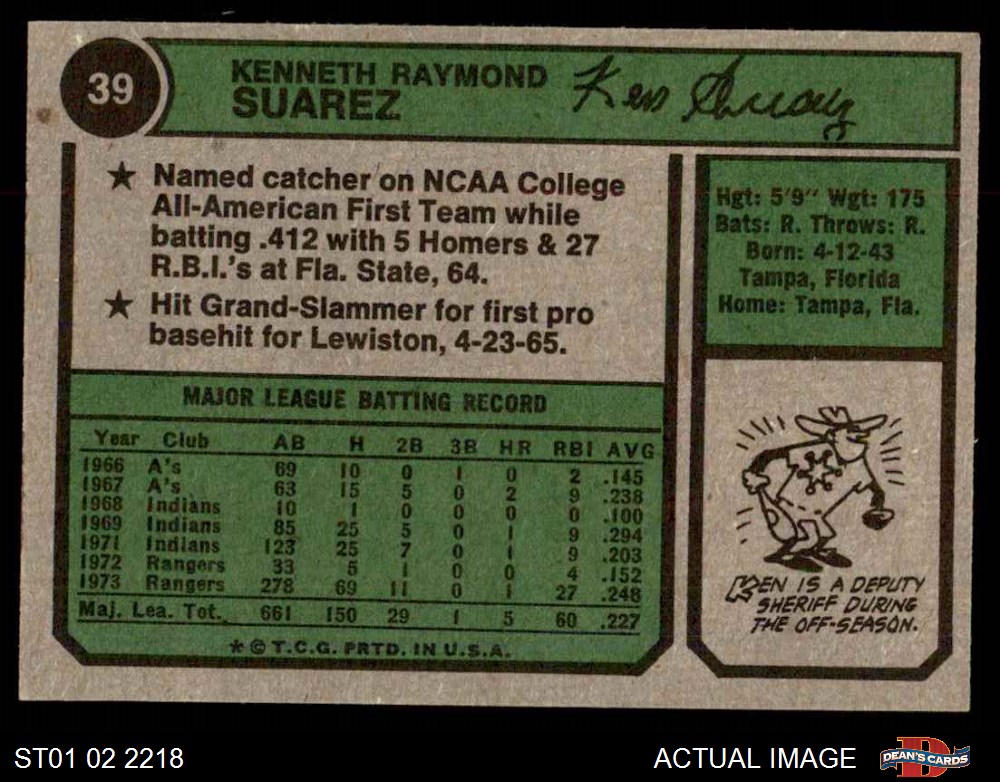 39
KENNETH RAYMOND
SUAREZ
Ken Suarez
★ Named catcher on NCAA College
All-American First Team while
batting .412 with 5 Homers & 27
R.B.I.'s at Fla. State, 64.
★ Hit Grand-Slammer for first pro
basehit for Lewiston, 4-23-65.
Hgt: 5'9" Wgt: 175
Bats: R. Throws: R.
Born: 4-12-43
Tampa, Florida
Home: Tampa, Fla.
MAJOR LEAGUE BATTING RECORD
Year Club AB H 2B 3B HR RBI AVG
1966 A's 69 10 0 1 0 2 .145
1967 A's 63 15 5 0 2 9 .238
1968 Indians 10 1 0 0 0 0 .100
1969 Indians 85 25 5 0 1 9 .294
1971 Indians 123 25 7 0 1 9 .203
1972 Rangers 33 5 1 0 0 4 .152
1973 Rangers 278 69 11 0 1 27 .248
Maj. Lea. Tot. 661 150 29 1 5 60 .227
* © T.C.G. PRTD. IN U.S.A.
KEN IS A DEPUTY
SHERIFF DURING
THE OFF-SEASON.
ST01 02 2218
ACTUAL IMAGE
D
DEAN'S CARDS